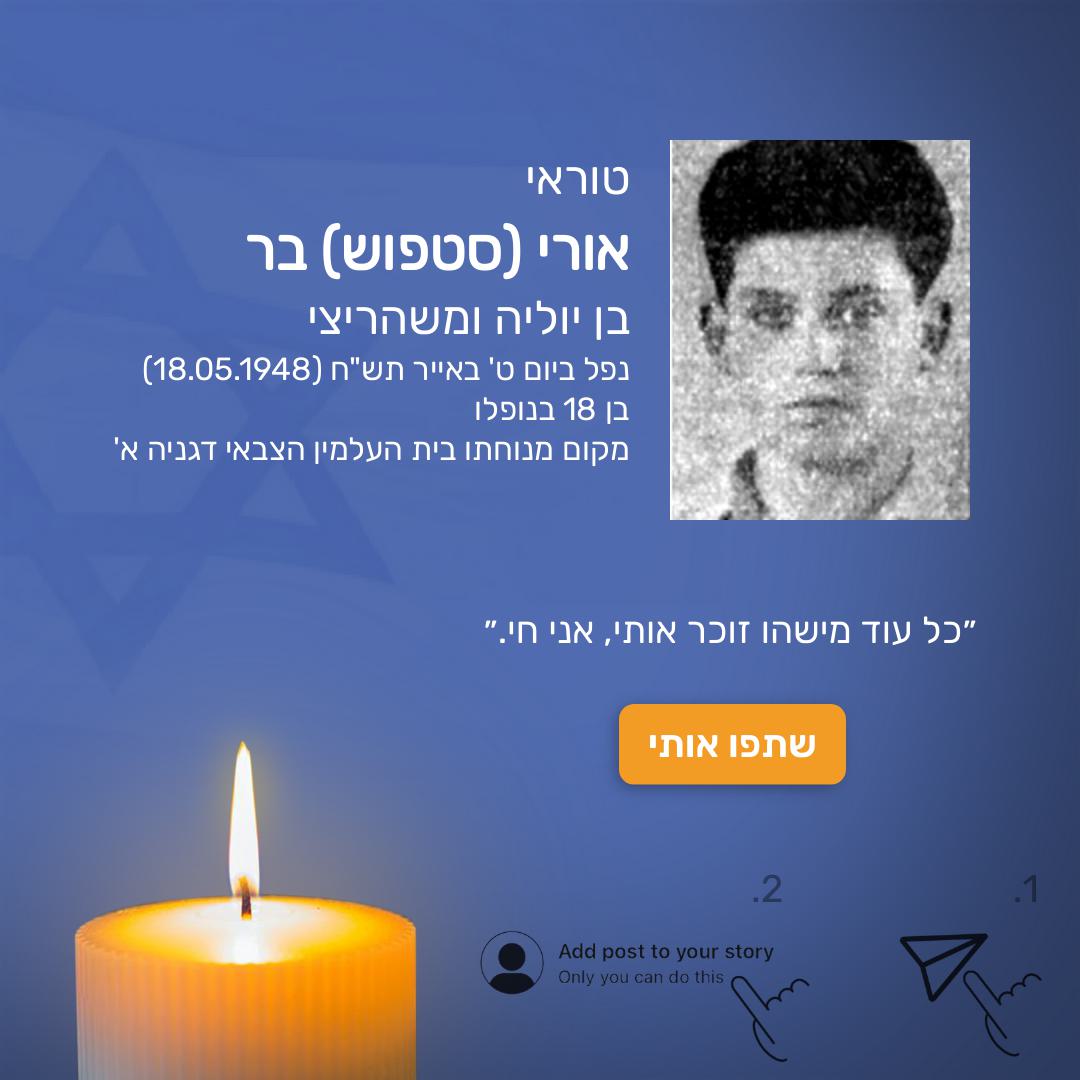 טוראי
אורי (סטפוש) בר
בן יוליה ומשהריצי
נפל ביום ט' באייר תש"ח (18.05.1948)
בן 18 בנופלו
מקום מנוחתו בית העלמין הצבאי דגניה א'
״כל עוד מישהו זוכר אותי, אני חי.״
שתפו אותי
1.
2.
Add post to your story
Only you can do this